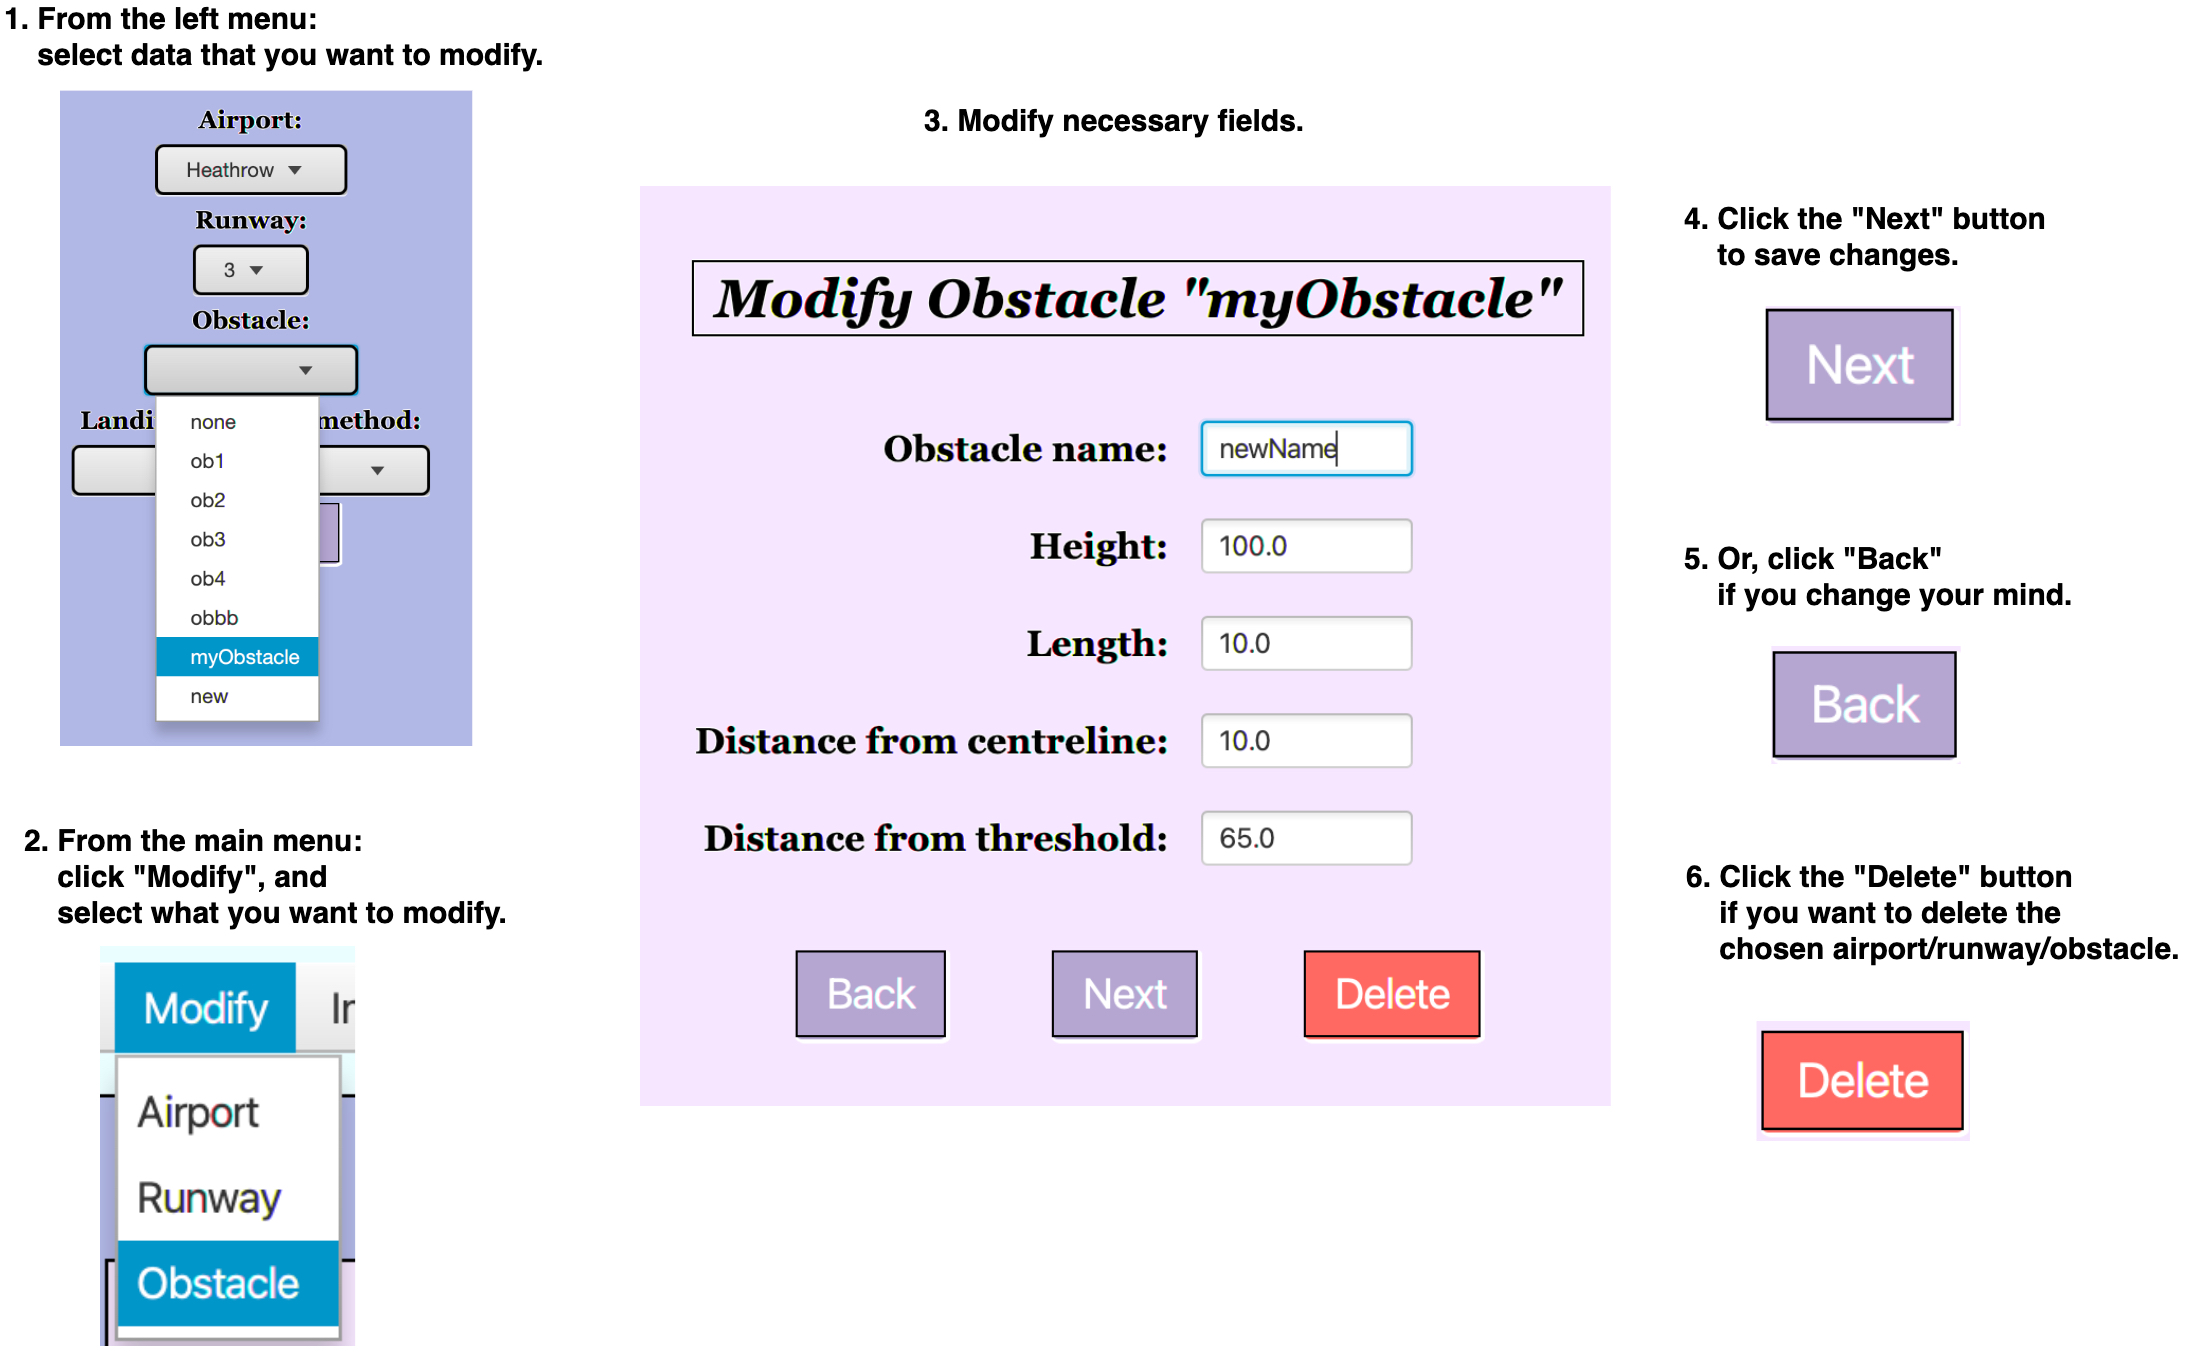 1. From the left menu:
select data that you want to modify.
Airport:
Heathrow
Runway:
3
Obstacle:
Landi
method:
none
ob1
ob2
ob3
ob4
obbb
myObstacle
new
2. From the main menu:
click "Modify", and
select what you want to modify.
Modify
Airport
Runway
Obstacle
3. Modify necessary fields.
Modify Obstacle "myObstacle"
Obstacle name: newName
Height: 100.0
Length: 10.0
Distance from centreline: 10.0
Distance from threshold: 65.0
Back Next Delete
4. Click the "Next" button
to save changes.
Next
5. Or, click "Back"
if you change your mind.
Back
6. Click the "Delete" button
if you want to delete the
chosen airport/runway/obstacle.
Delete